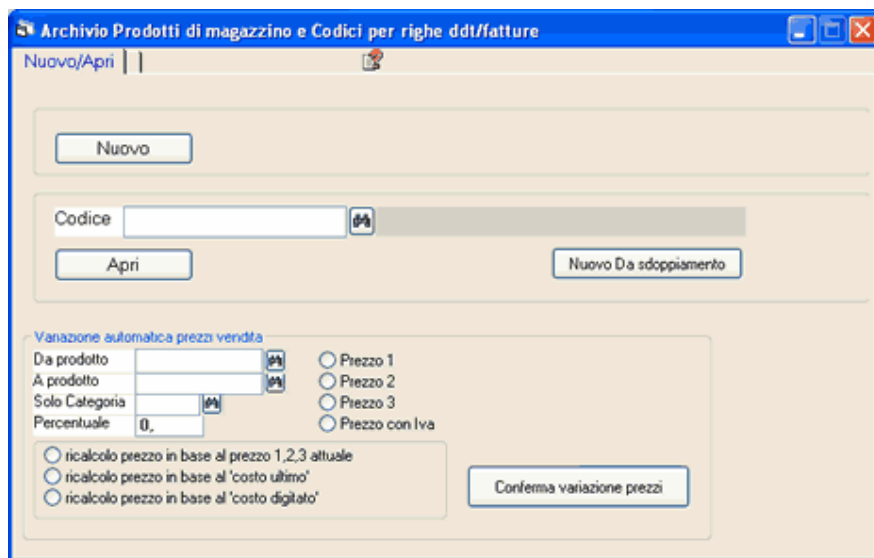 Archivio Prodotti di magazzino e Codici per righe ddt/fatture
Nuovo/Apri
Nuovo
Codice
Apri
Nuovo Da sdoppiamento
Variazione automatica prezzi vendita
Da prodotto
Prezzo 1
A prodotto
Prezzo 2
Solo Categoria
Prezzo 3
Percentuale 0,
Prezzo con Iva
ricalcolo prezzo in base al prezzo 1,2,3 attuale
ricalcolo prezzo in base al 'costo ultimo'
ricalcolo prezzo in base al 'costo digitato'
Conferma variazione prezzi